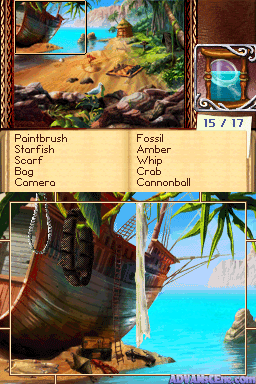 15 / 17
Paintbrush Fossil
Starfish Amber
Scarf Whip
Bag Crab
Camera Cannonball
ADVANSCENE.com